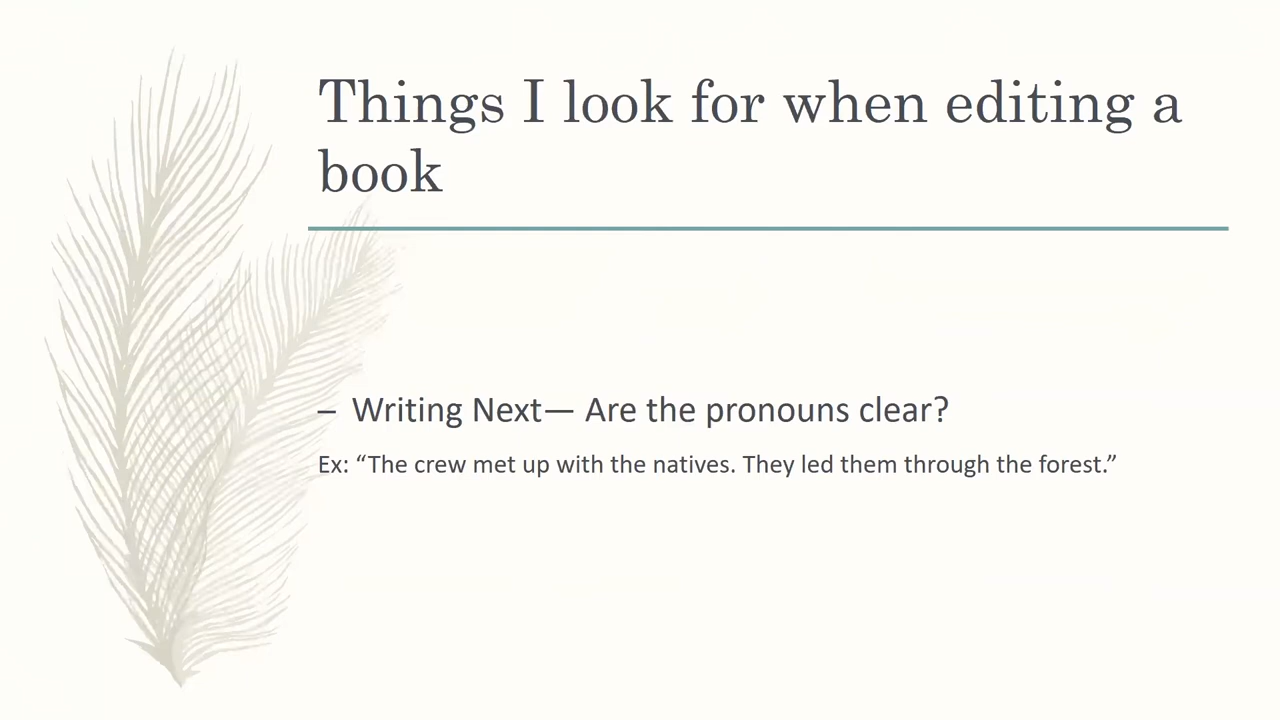 Things I look for when editing a
book
– Writing Next— Are the pronouns clear?
Ex: “The crew met up with the natives. They led them through the forest.”